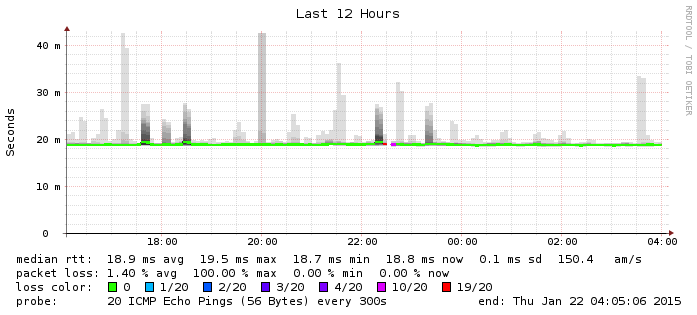 Last 12 Hours
RRDTOOL / TOBI OETIKER
Seconds
40 m
30 m
20 m
10 m
0
18:00 20:00 22:00 00:00 02:00 04:00
median rtt: 18.9 ms avg 19.5 ms max 18.7 ms min 18.8 ms now 0.1 ms sd 150.4 am/s
packet loss: 1.40 % avg 100.00 % max 0.00 % min 0.00 % now
loss color: 0 1/20 2/20 3/20 4/20 10/20 19/20
probe: 20 ICMP Echo Pings (56 Bytes) every 300s end: Thu Jan 22 04:05:06 2015